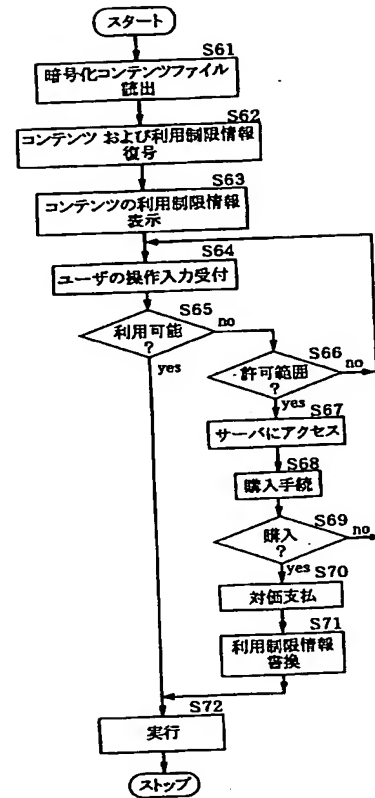 スタート
S61
暗号化コンテンツファイル
読出
S62
コンテンツ および利用制限情報
復号
S63
コンテンツの利用制限情報
表示
S64
ユーザの操作入力受付
S65
利用可能
?
no
yes
S66
許可範囲
?
no
yes
S67
サーバにアクセス
S68
購入手続
S69
購入
?
no
yes
S70
対価支払
S71
利用制限情報
書換
S72
実行
ストップ